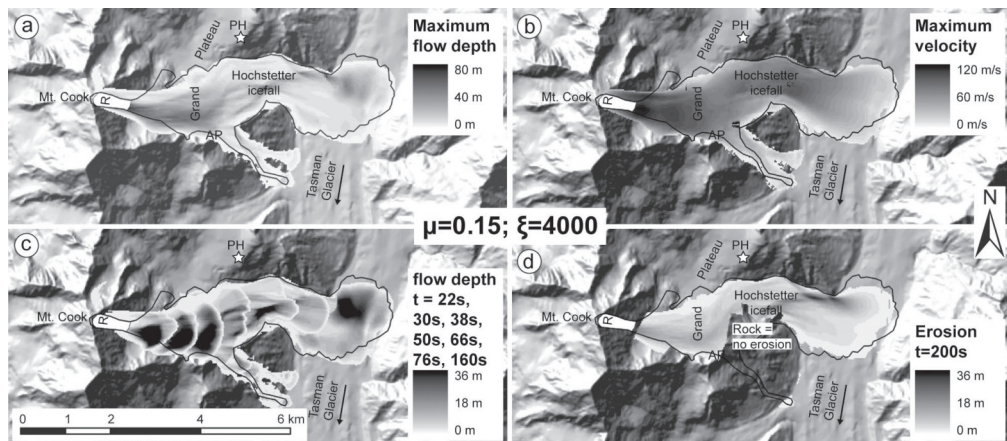 a
PH
Plateau
Mt. Cook
R
Grand
Hochstetter
icefall
AP
Tasman
Glacier
Maximum
flow depth
80 m
40 m
0 m
b
PH
Plateau
Mt. Cook
R
Grand
Hochstetter
icefall
AP
Tasman
Glacier
Maximum
velocity
120 m/s
60 m/s
0 m/s
N
μ=0.15; ξ=4000
c
PH
Plateau
Mt. Cook
R
Grand
Hochstetter
icefall
AP
Tasman
Glacier
flow depth
t = 22s,
30s, 38s,
50s, 66s,
76s, 160s
36 m
18 m
0 m
0 1 2 4 6 km
d
PH
Plateau
Mt. Cook
R
Grand
Hochstetter
icefall
Rock =
no erosion
AP
Tasman
Glacier
Erosion
t=200s
36 m
18 m
0 m